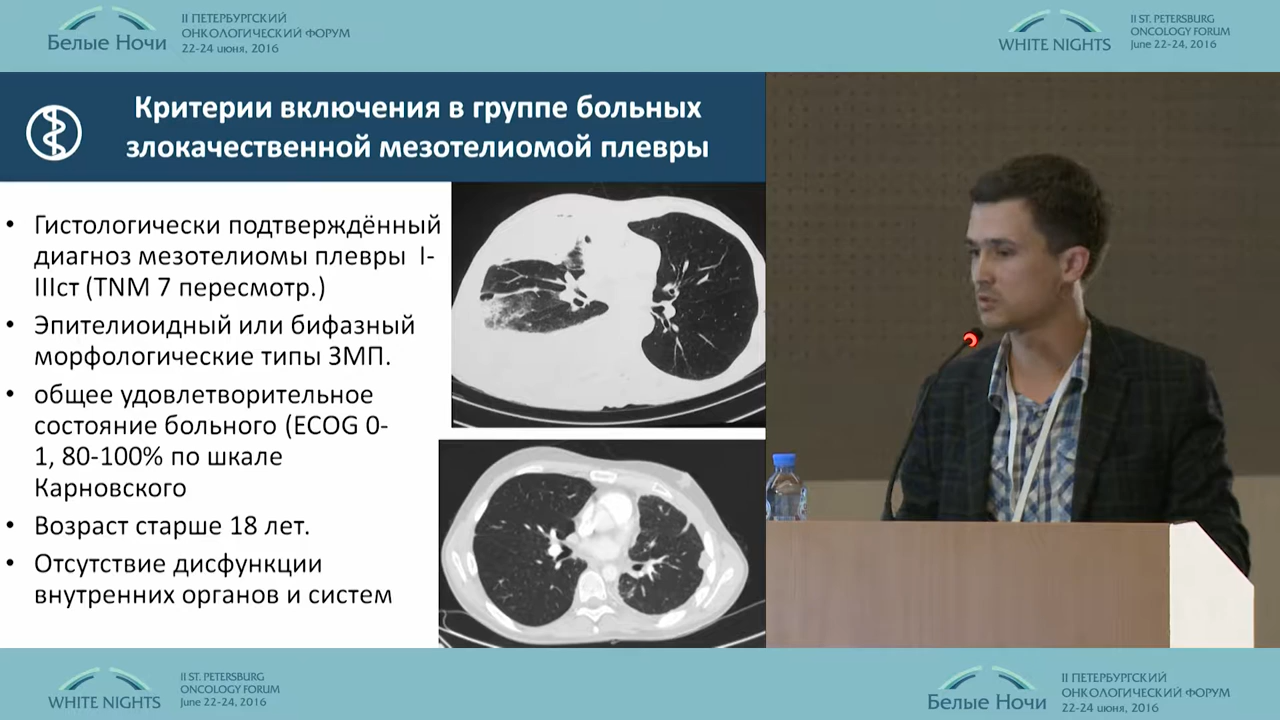 Белые Ночи
II ПЕТЕРБУРГСКИЙ
ОНКОЛОГИЧЕСКИЙ ФОРУМ
22-24 июня, 2016
WHITE NIGHTS
II ST. PETERSBURG
ONCOLOGY FORUM
June 22-24, 2016
Критерии включения в группе больных
злокачественной мезотелиомой плевры
• Гистологически подтверждённый
диагноз мезотелиомы плевры I-
IIIст (TNM 7 пересмотр.)
• Эпителиоидный или бифазный
морфологические типы ЗМП.
• общее удовлетворительное
состояние больного (ECOG 0-
1, 80-100% по шкале
Карновского
• Возраст старше 18 лет.
• Отсутствие дисфункции
внутренних органов и систем
WHITE NIGHTS
II ST. PETERSBURG
ONCOLOGY FORUM
June 22-24, 2016
Белые Ночи
II ПЕТЕРБУРГСКИЙ
ОНКОЛОГИЧЕСКИЙ ФОРУМ
22-24 июня, 2016